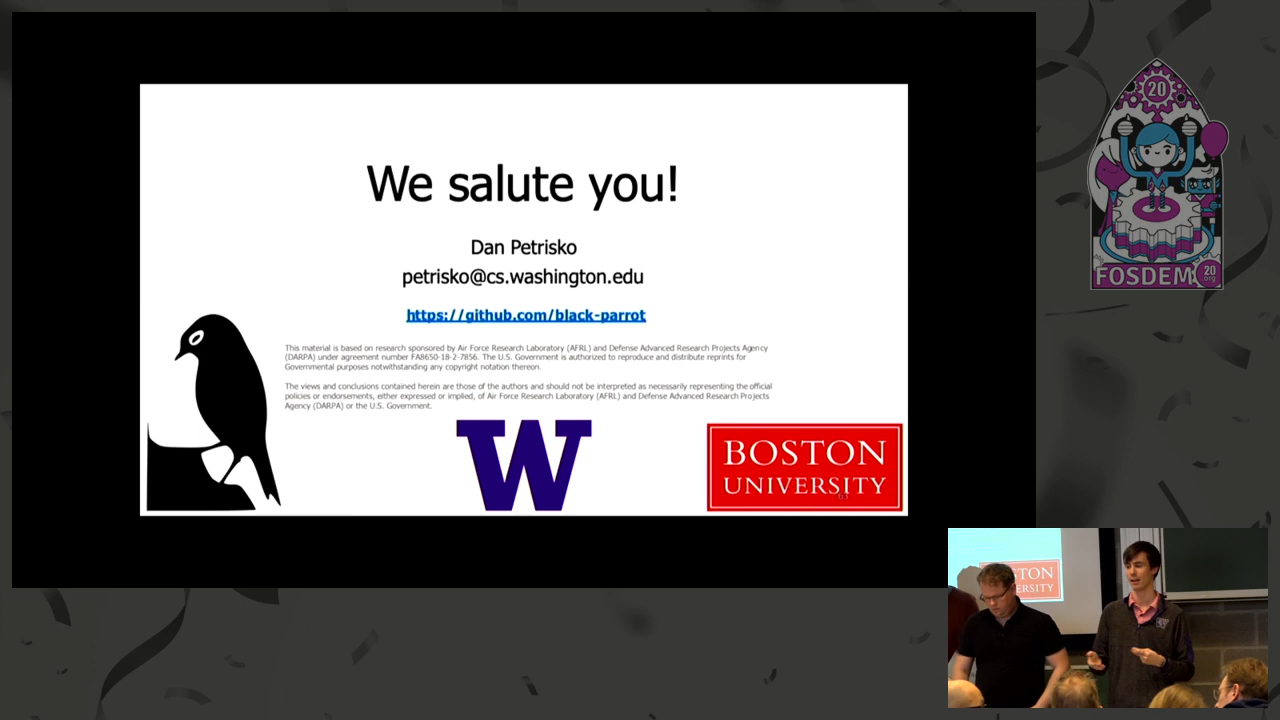 We salute you!
Dan Petrisko
petrisko@cs.washington.edu
https://github.com/black-parrot
This material is based on research sponsored by Air Force Research Laboratory (AFRL) and Defense Advanced Research Projects Agency
(DARPA) under agreement number FA8650-18-2-7856. The U.S. Government is authorized to reproduce and distribute reprints for
Governmental purposes notwithstanding any copyright notation thereon.
The views and conclusions contained herein are those of the authors and should not be interpreted as necessarily representing the official
policies or endorsements, either expressed or implied, of Air Force Research Laboratory (AFRL) and Defense Advanced Research Projects
Agency (DARPA) or the U.S. Government.
W
BOSTON
UNIVERSITY
63
20
FOSDEM
20
.org
TON
ERSITY